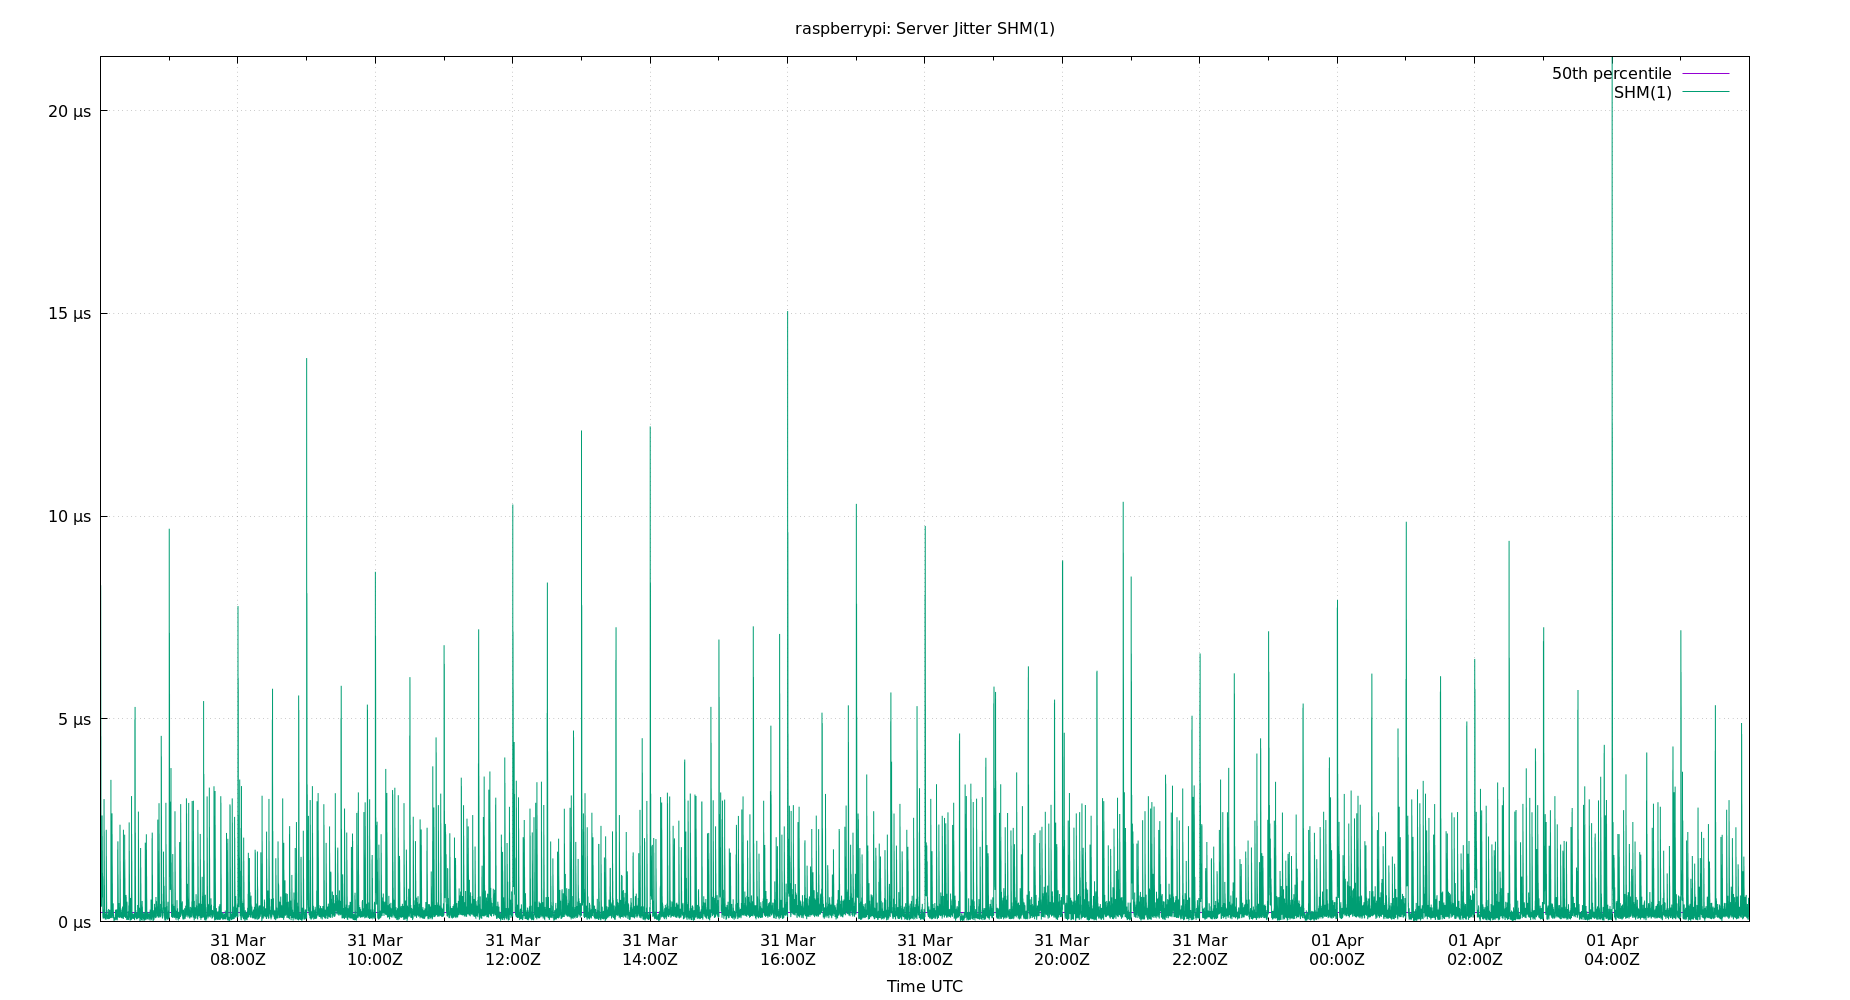 raspberrypi: Server Jitter SHM(1)
50th percentile
SHM(1)
20 µs
15 µs
10 µs
5 µs
0 µs
31 Mar 31 Mar 31 Mar 31 Mar 31 Mar 31 Mar 31 Mar 31 Mar 01 Apr 01 Apr 01 Apr
08:00Z 10:00Z 12:00Z 14:00Z 16:00Z 18:00Z 20:00Z 22:00Z 00:00Z 02:00Z 04:00Z
Time UTC